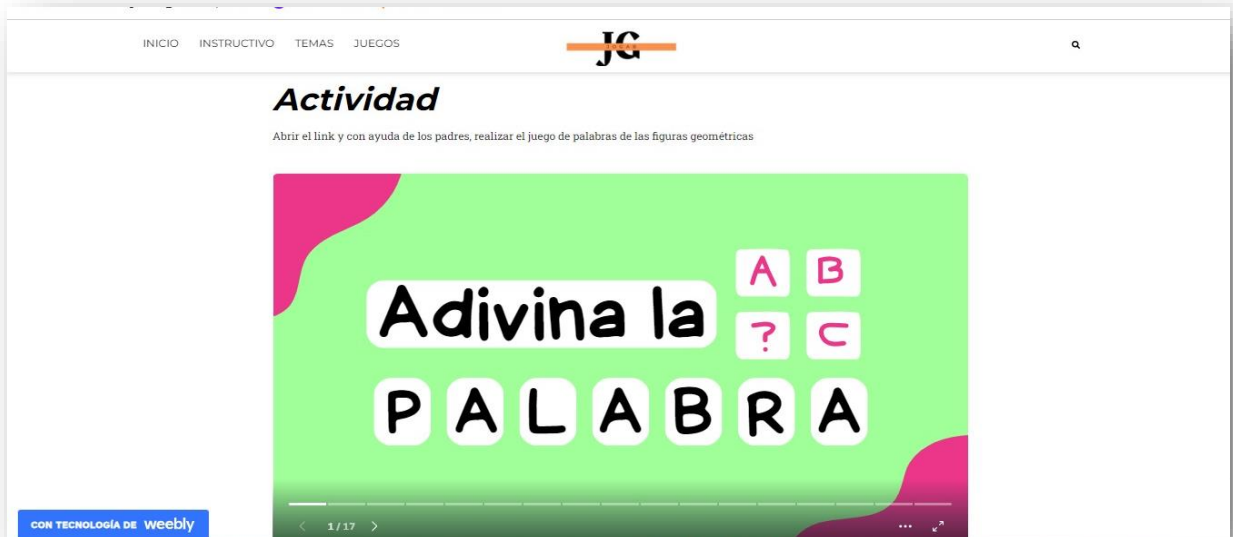 INICIO INSTRUCTIVO TEMAS JUEGOS
JG
JOGAR
Actividad
Abrir el link y con ayuda de los padres, realizar el juego de palabras de las figuras geométricas
A B
Adivina la
? C
PALABRA
1 / 17
CON TECNOLOGÍA DE weebly